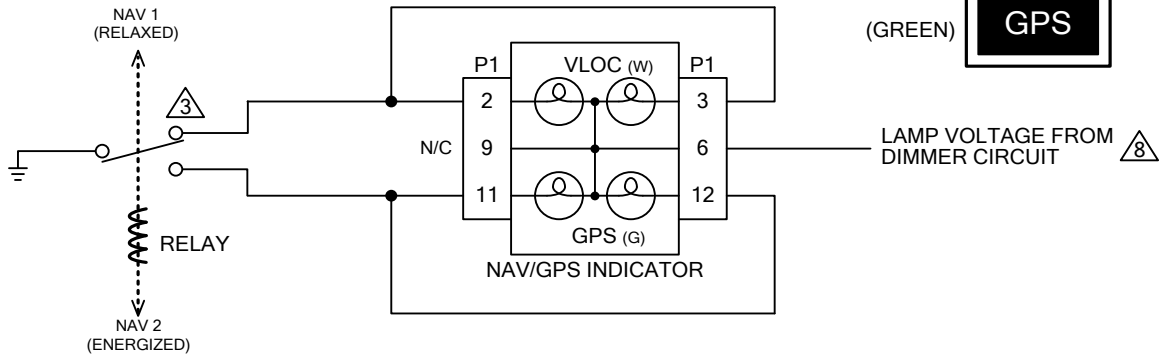 NAV 1
(RELAXED)
(GREEN)
GPS
3
P1
VLOC (W)
P1
2
3
N/C
9
6
LAMP VOLTAGE FROM
DIMMER CIRCUIT
8
11
12
RELAY
GPS (G)
NAV/GPS INDICATOR
NAV 2
(ENERGIZED)